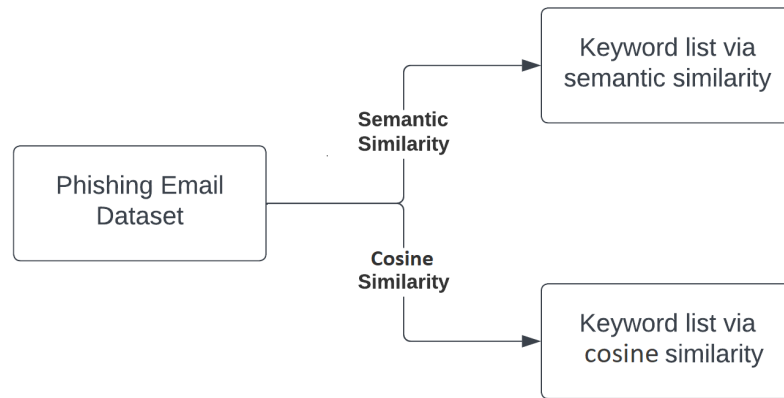 Keyword list via
semantic similarity
Semantic
Similarity
Phishing Email
Dataset
Cosine
Similarity
Keyword list via
cosine similarity